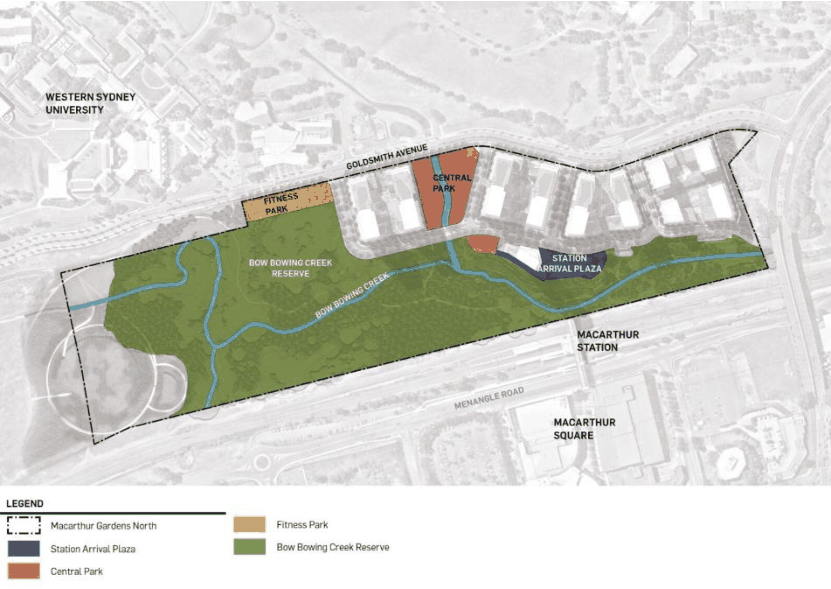 WESTERN SYDNEY
UNIVERSITY
GOLDSMITH AVENUE
CENTRAL
PARK
FITNESS
PARK
BOW BOWING CREEK
RESERVE
STATION
ARRIVAL PLAZA
BOW BOWING CREEK
MACARTHUR
STATION
MENANGLE ROAD
MACARTHUR
SQUARE
LEGEND
Macarthur Gardens North
Station Arrival Plaza
Central Park
Fitness Park
Bow Bowing Creek Reserve